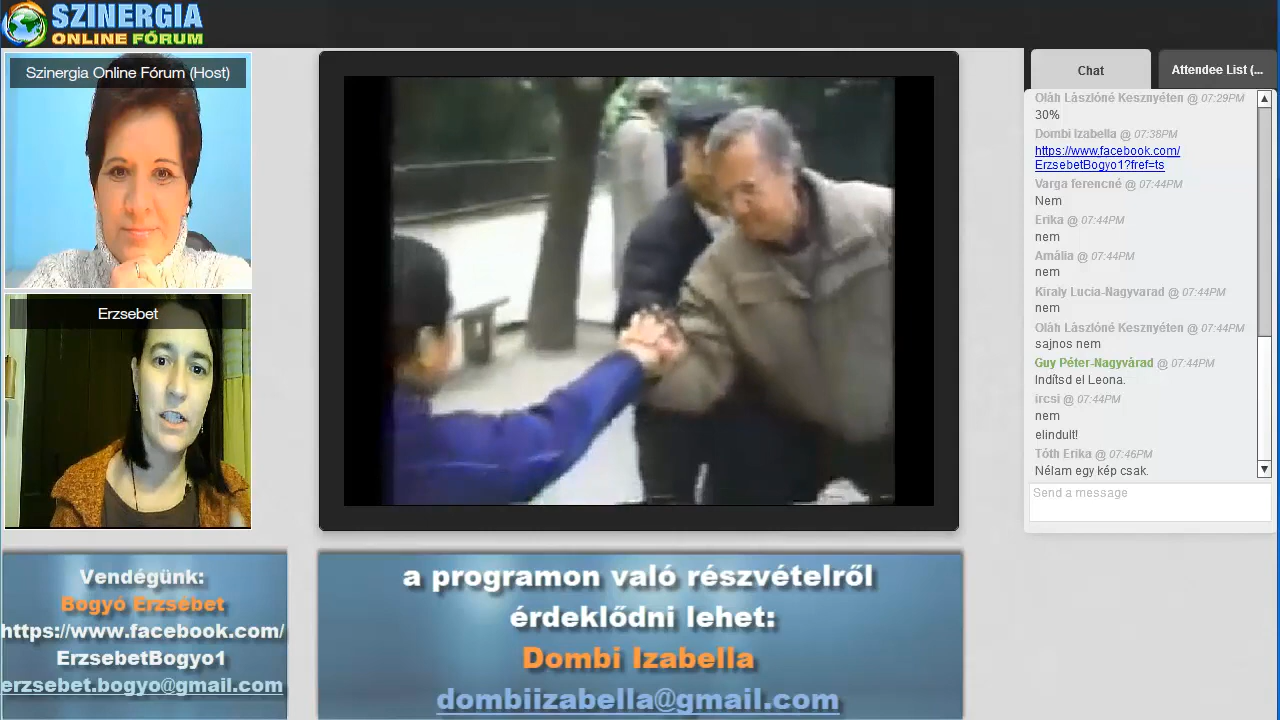 SZINERGIA
ONLINE FÓRUM
Szinergia Online Fórum (Host)
Erzsebet
Vendégünk:
Bogyó Erzsébet
https://www.facebook.com/
ErzsebetBogyo1
erzsebet.bogyo@gmail.com
a programon való részvételről
érdeklődni lehet:
Dombi Izabella
dombiizabella@gmail.com
Chat
Attendee List (...
Oláh Lászlóné Kesznyéten @ 07:29PM
30%
Dombi Izabella @ 07:38PM
https://www.facebook.com/
ErzsebetBogyo1?fref=ts
Varga ferencné @ 07:44PM
Nem
Erika @ 07:44PM
nem
Amália @ 07:44PM
nem
Kiraly Lucia-Nagyvarad @ 07:44PM
nem
Oláh Lászlóné Kesznyéten @ 07:44PM
sajnos nem
Guy Péter-Nagyvárad @ 07:44PM
Indítsd el Leona.
ircsi @ 07:44PM
nem
elindult!
Tóth Erika @ 07:46PM
Nélam egy kép csak.
Send a message